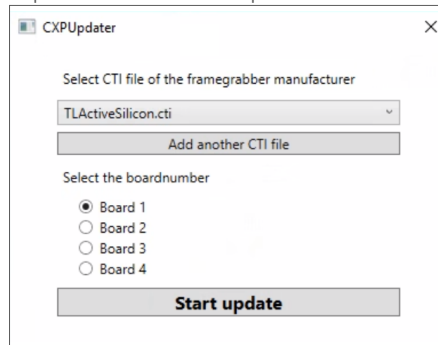 CXPUpdater
Select CTI file of the framegrabber manufacturer
TLActiveSilicon.cti
Add another CTI file
Select the boardnumber
Board 1
Board 2
Board 3
Board 4
Start update